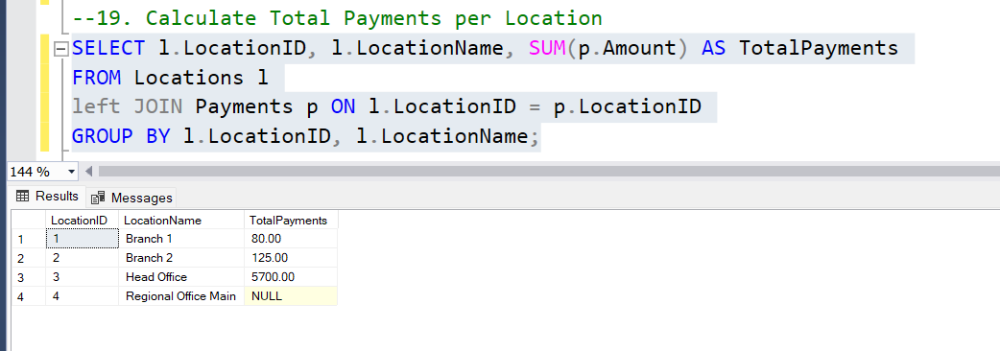 --19. Calculate Total Payments per Location
SELECT l.LocationID, l.LocationName, SUM(p.Amount) AS TotalPayments
FROM Locations l
left JOIN Payments p ON l.LocationID = p.LocationID
GROUP BY l.LocationID, l.LocationName;
144 %
Results Messages
LocationID LocationName TotalPayments
1 1 Branch 1 80.00
2 2 Branch 2 125.00
3 3 Head Office 5700.00
4 4 Regional Office Main NULL